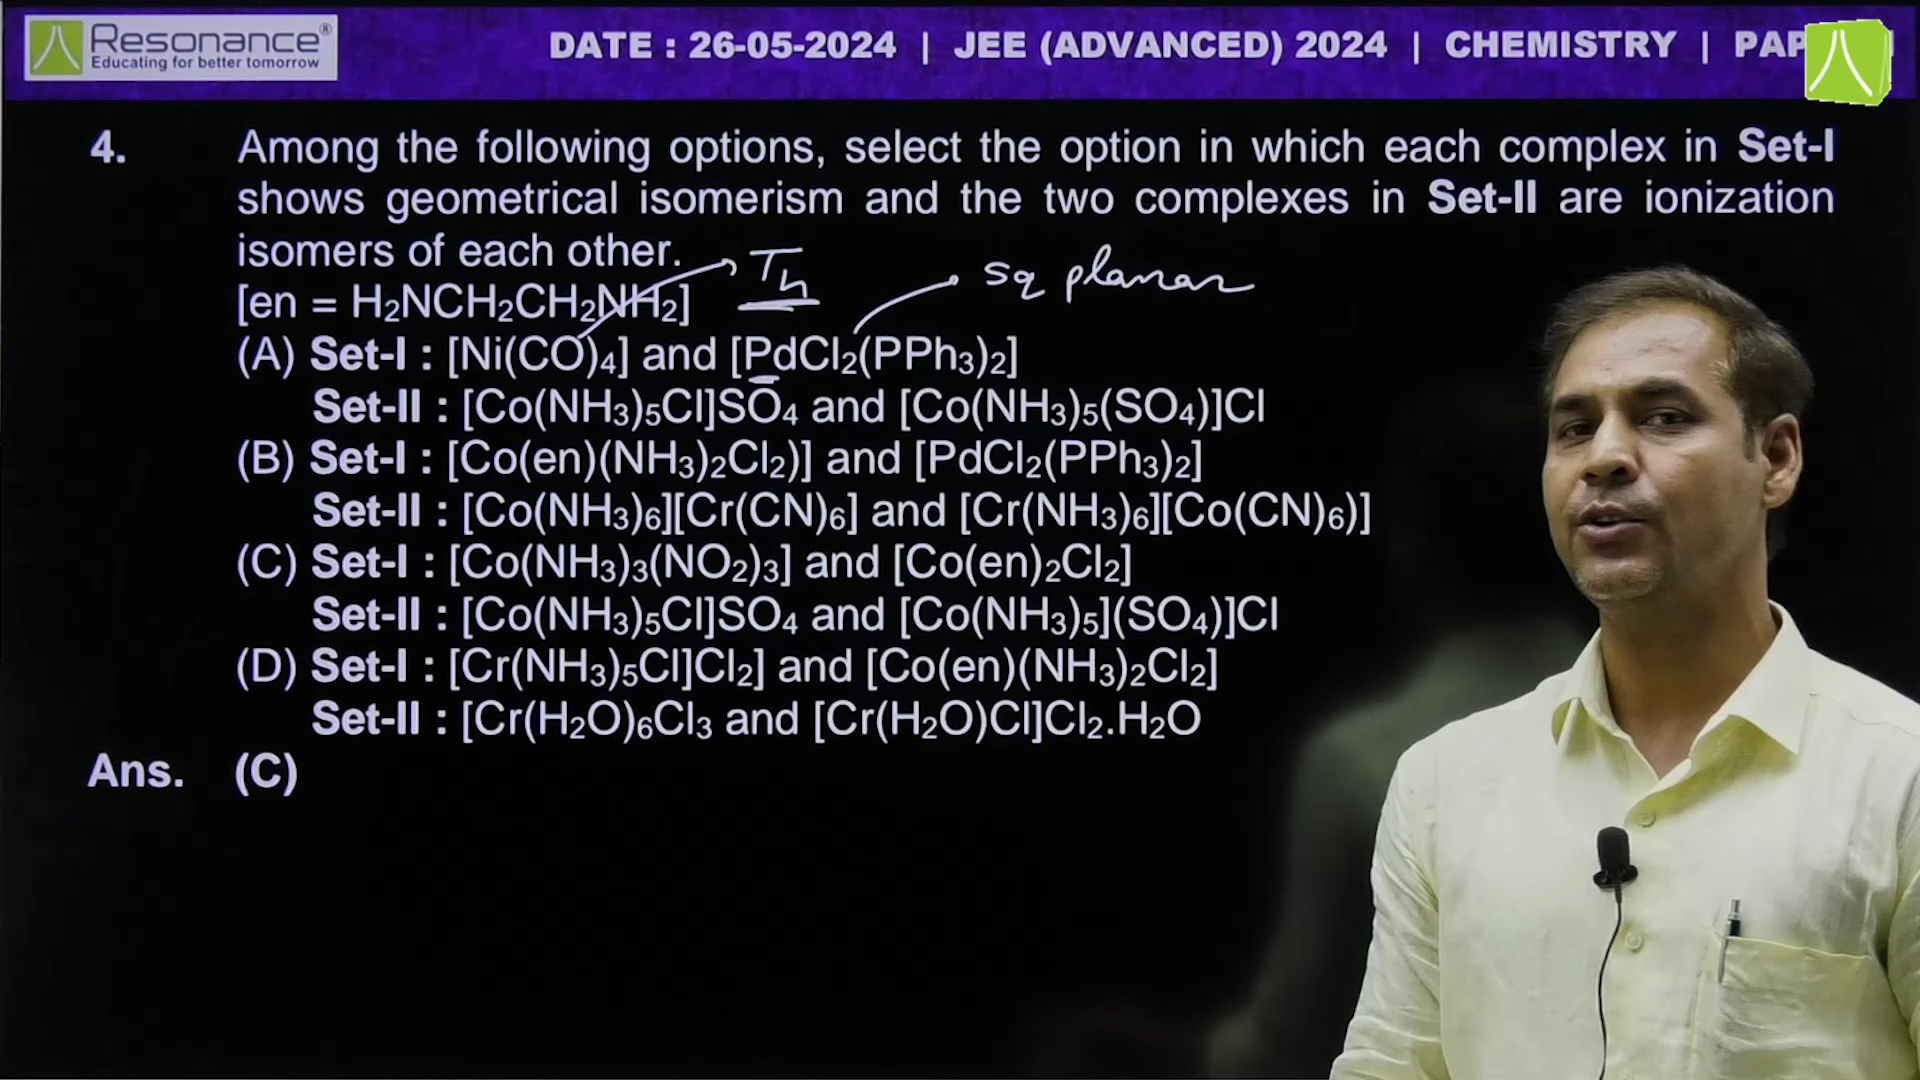 Resonance®
Educating for better tomorrow
DATE : 26-05-2024 | JEE (ADVANCED) 2024 | CHEMISTRY |
4. Among the following options, select the option in which each complex in Set-I
shows geometrical isomerism and the two complexes in Set-II are ionization
isomers of each other.
Th
sq planar
[en = H₂NCH₂CH₂NH₂]
(A) Set-I : [Ni(CO)₄] and [PdCl₂(PPh₃)₂]
Set-II : [Co(NH₃)₅Cl]SO₄ and [Co(NH₃)₅(SO₄)]Cl
(B) Set-I : [Co(en)(NH₃)₂Cl₂)] and [PdCl₂(PPh₃)₂]
Set-II : [Co(NH₃)₆][Cr(CN)₆] and [Cr(NH₃)₆][Co(CN)₆)]
(C) Set-I : [Co(NH₃)₃(NO₂)₃] and [Co(en)₂Cl₂]
Set-II : [Co(NH₃)₅Cl]SO₄ and [Co(NH₃)₅](SO₄)]Cl
(D) Set-I : [Cr(NH₃)₅Cl]Cl₂] and [Co(en)(NH₃)₂Cl₂]
Set-II : [Cr(H₂O)₆Cl₃ and [Cr(H₂O)Cl]Cl₂.H₂O
Ans. (C)